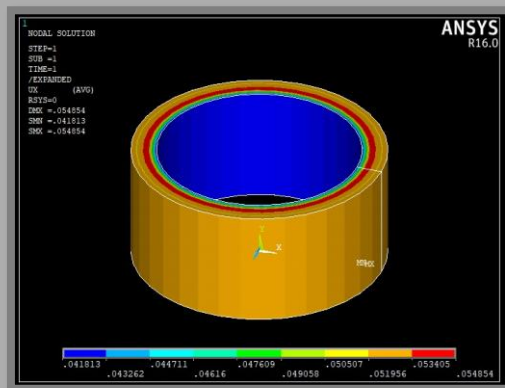 1
NODAL SOLUTION
STEP=1
SUB =1
TIME=1
/EXPANDED
UX (AVG)
RSYS=0
DMX =.054854
SMN =.041813
SMX =.054854
ANSYS
R16.0
Y
X
MX
.041813 .044711 .047609 .050507 .053405
.043262 .04616 .049058 .051956 .054854